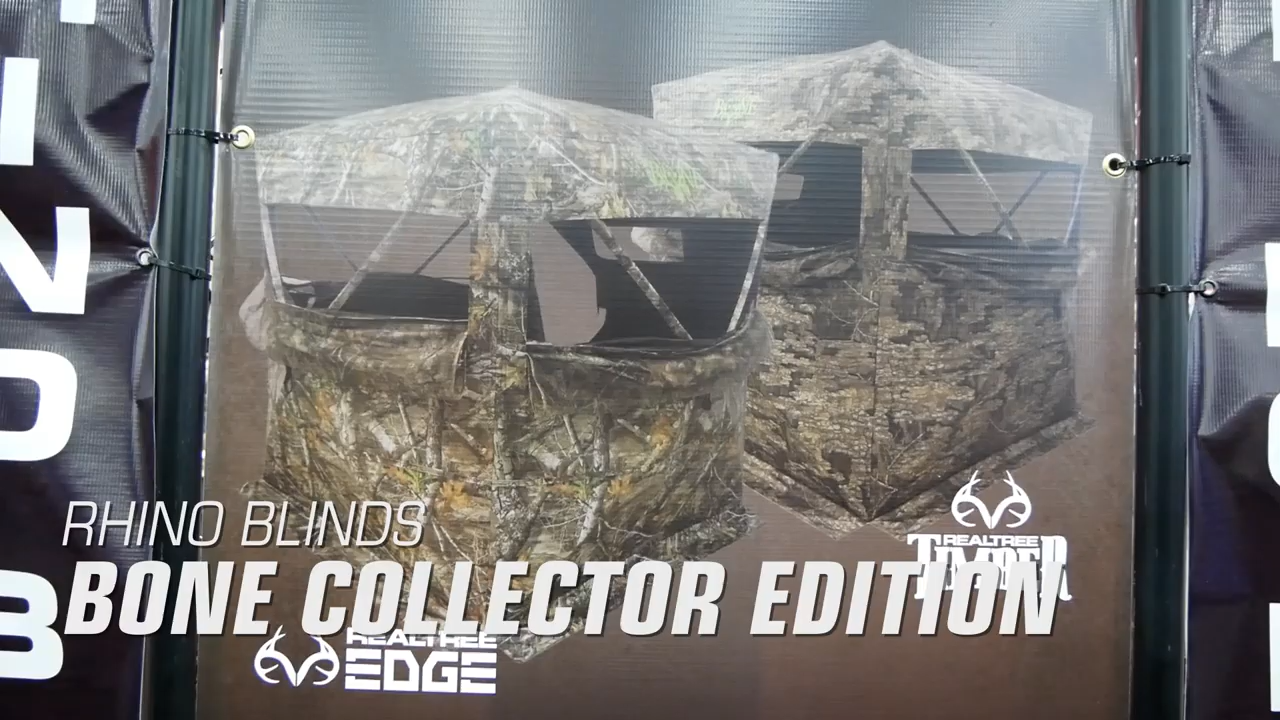 RHINO BLINDS
BONE COLLECTOR EDITION
REALTREE
TIMBER
REALTREE
EDGE